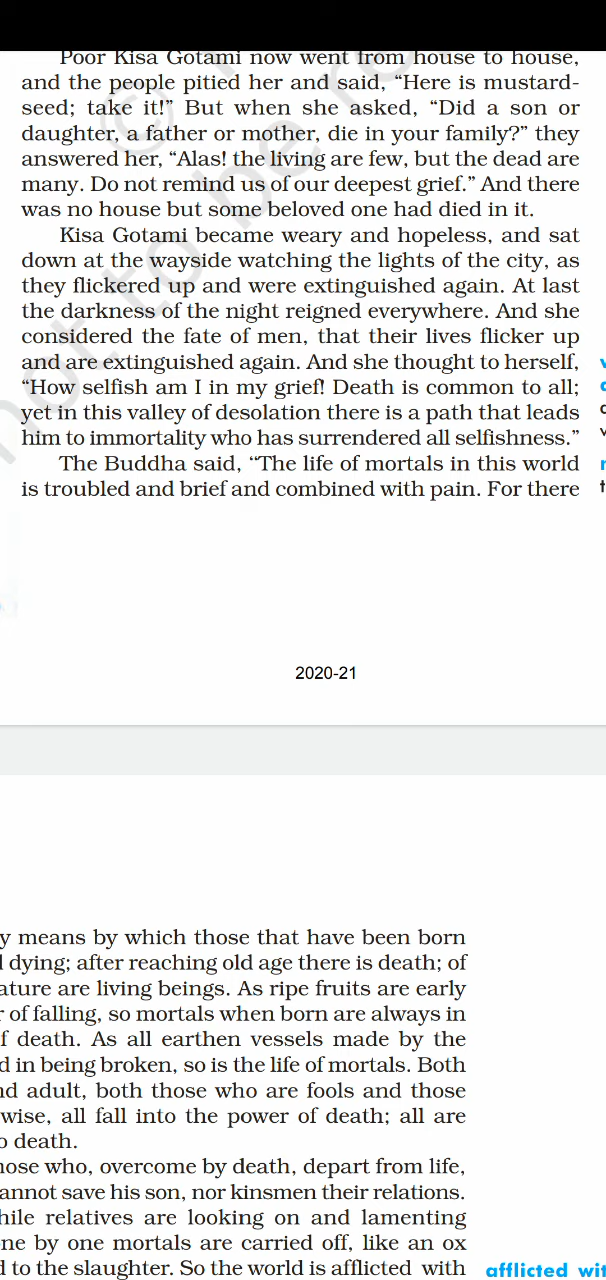 Poor Kisa Gotami now went from house to house,
and the people pitied her and said, “Here is mustard-
seed; take it!” But when she asked, “Did a son or
daughter, a father or mother, die in your family?” they
answered her, “Alas! the living are few, but the dead are
many. Do not remind us of our deepest grief.” And there
was no house but some beloved one had died in it.
Kisa Gotami became weary and hopeless, and sat
down at the wayside watching the lights of the city, as
they flickered up and were extinguished again. At last
the darkness of the night reigned everywhere. And she
considered the fate of men, that their lives flicker up
and are extinguished again. And she thought to herself,
“How selfish am I in my grief! Death is common to all;
yet in this valley of desolation there is a path that leads
him to immortality who has surrendered all selfishness.”
The Buddha said, “The life of mortals in this world
is troubled and brief and combined with pain. For there
2020-21
y means by which those that have been born
dying; after reaching old age there is death; of
ature are living beings. As ripe fruits are early
r of falling, so mortals when born are always in
f death. As all earthen vessels made by the
d in being broken, so is the life of mortals. Both
nd adult, both those who are fools and those
wise, all fall into the power of death; all are
o death.
hose who, overcome by death, depart from life,
annot save his son, nor kinsmen their relations.
hile relatives are looking on and lamenting
ne by one mortals are carried off, like an ox
d to the slaughter. So the world is afflicted with
afflicted wit
© not to be re